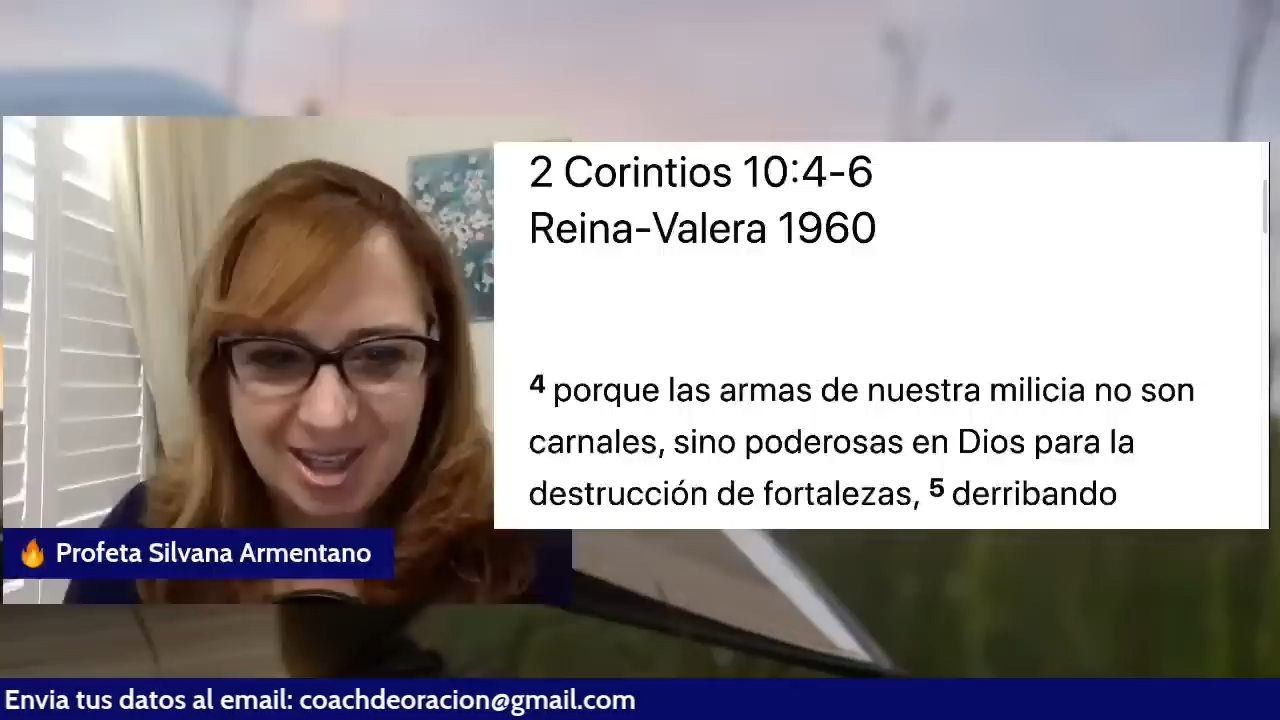 2 Corintios 10:4-6
Reina-Valera 1960
4 porque las armas de nuestra milicia no son
carnales, sino poderosas en Dios para la
destrucción de fortalezas, 5 derribando
🔥 Profeta Silvana Armentano
Envia tus datos al email: coachdeoracion@gmail.com